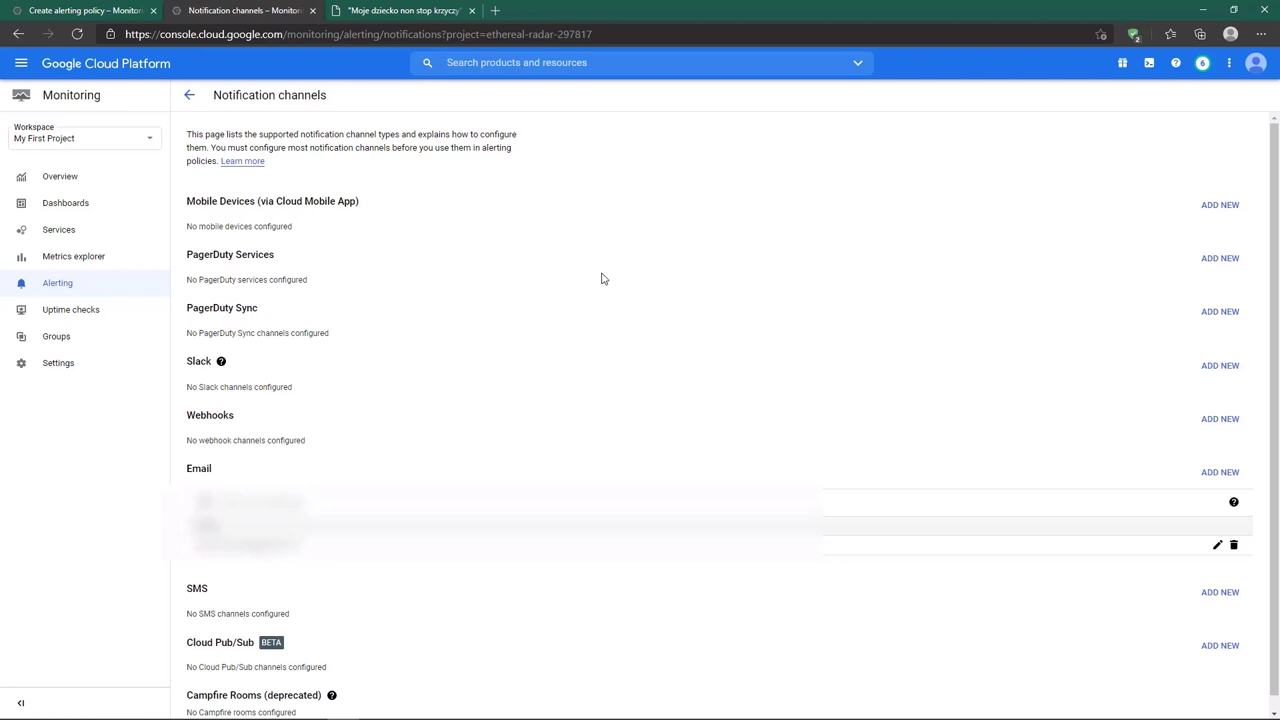 Create alerting policy – Monitor
Notification channels – Monitori
"Moje dziecko non stop krzyczy"
https://console.cloud.google.com/monitoring/alerting/notifications?project=ethereal-radar-297817
2
Google Cloud Platform
Search products and resources
6
Monitoring
Notification channels
Workspace
My First Project
Overview
Dashboards
Services
Metrics explorer
Alerting
Uptime checks
Groups
Settings
This page lists the supported notification channel types and explains how to configure
them. You must configure most notification channels before you use them in alerting
policies. Learn more
Mobile Devices (via Cloud Mobile App)
ADD NEW
No mobile devices configured
PagerDuty Services
ADD NEW
No PagerDuty services configured
PagerDuty Sync
ADD NEW
No PagerDuty Sync channels configured
Slack
ADD NEW
No Slack channels configured
Webhooks
ADD NEW
No webhook channels configured
Email
ADD NEW
SMS
ADD NEW
No SMS channels configured
Cloud Pub/Sub BETA
ADD NEW
No Cloud Pub/Sub channels configured
Campfire Rooms (deprecated)
No Campfire rooms configured